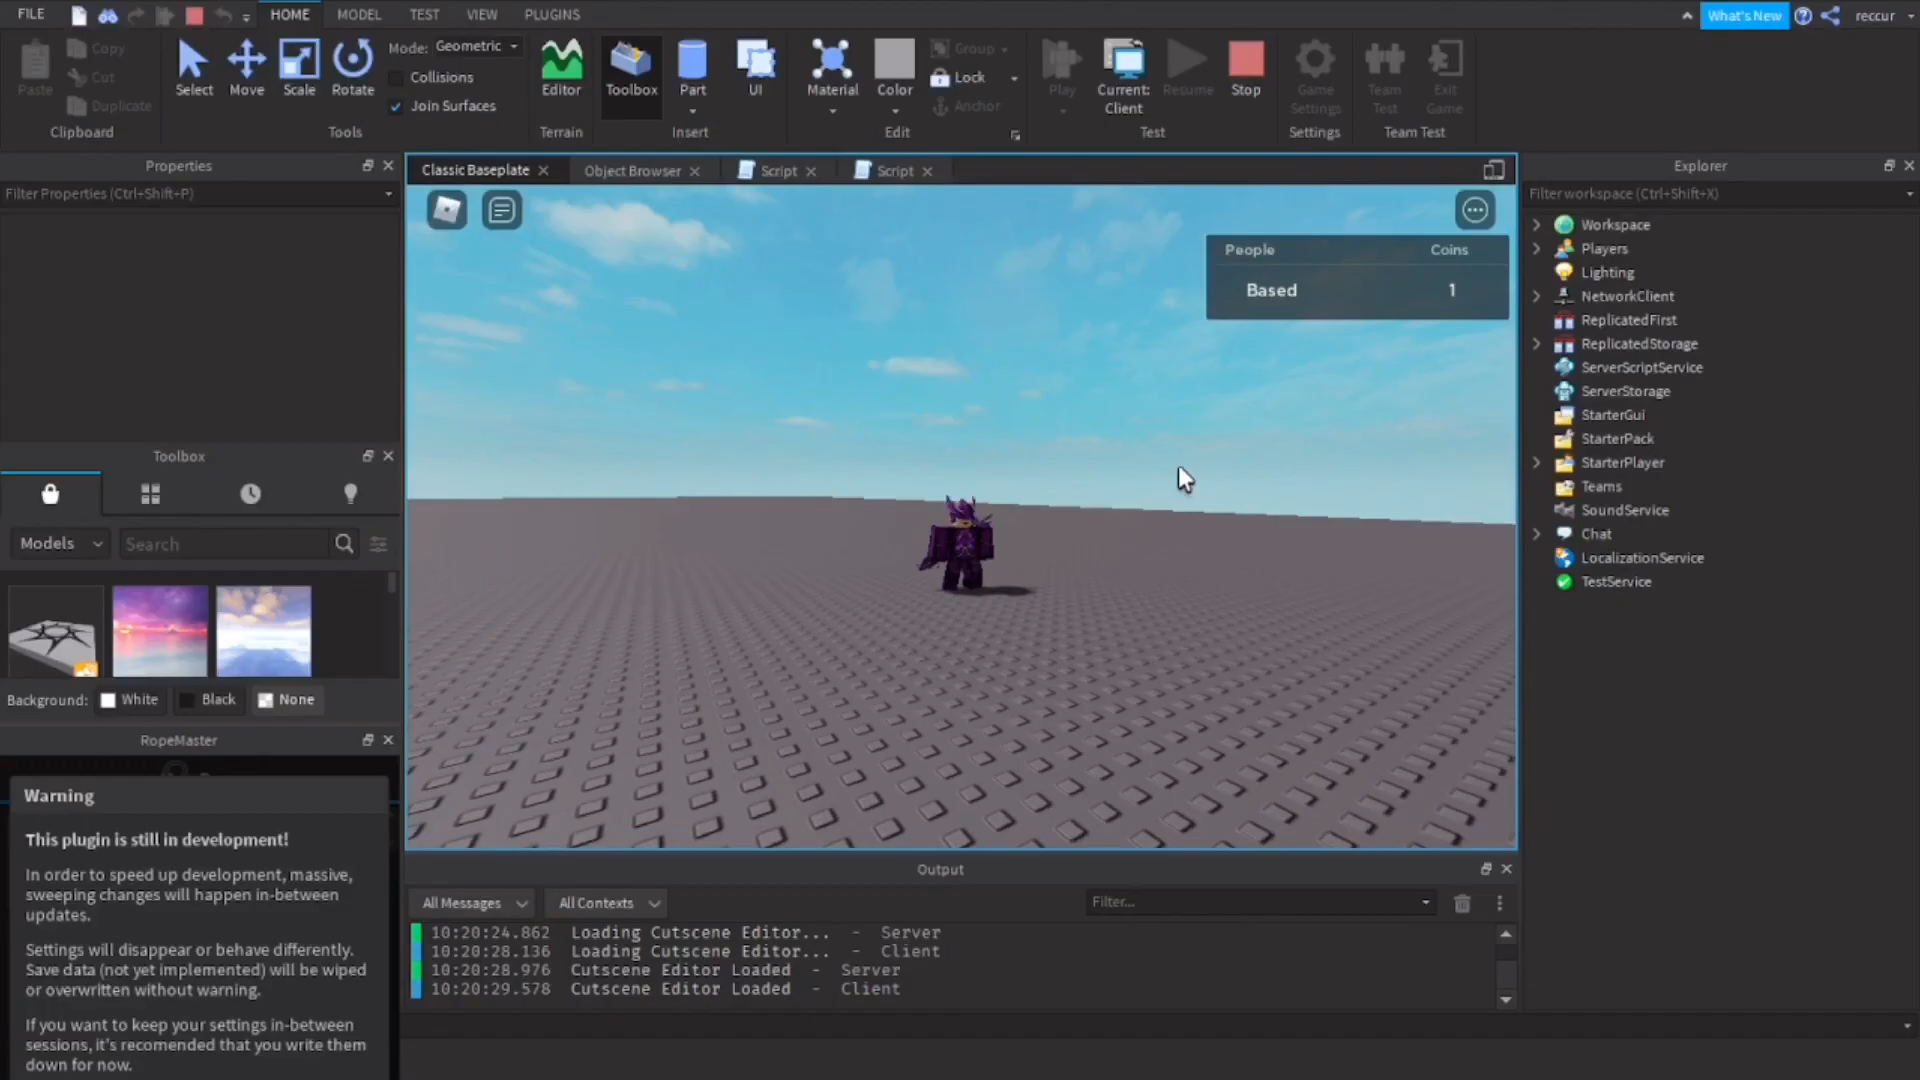 FILE HOME MODEL TEST VIEW PLUGINS What's New reccur
Paste Copy Cut Duplicate
Clipboard
Select Move Scale Rotate
Mode: Geometric
Collisions
Join Surfaces
Tools
Editor
Terrain
Toolbox Part UI
Insert
Material Color Group Lock Anchor
Edit
Play Current: Client Resume Stop
Test
Game Settings
Settings
Team Test Exit Game
Team Test
Properties
Filter Properties (Ctrl+Shift+P)
Toolbox
Models Search
Background: White Black None
RopeMaster
Warning
This plugin is still in development!
In order to speed up development, massive,
sweeping changes will happen in-between
updates.
Settings will disappear or behave differently.
Save data (not yet implemented) will be wiped
or overwritten without warning.
If you want to keep your settings in-between
sessions, it's recomended that you write them
down for now.
Classic Baseplate Object Browser Script Script
People Coins
Based 1
Output
All Messages All Contexts Filter...
10:20:24.862 Loading Cutscene Editor... - Server
10:20:28.136 Loading Cutscene Editor... - Client
10:20:28.976 Cutscene Editor Loaded - Server
10:20:29.578 Cutscene Editor Loaded - Client
Explorer
Filter workspace (Ctrl+Shift+X)
Workspace
Players
Lighting
NetworkClient
ReplicatedFirst
ReplicatedStorage
ServerScriptService
ServerStorage
StarterGui
StarterPack
StarterPlayer
Teams
SoundService
Chat
LocalizationService
TestService